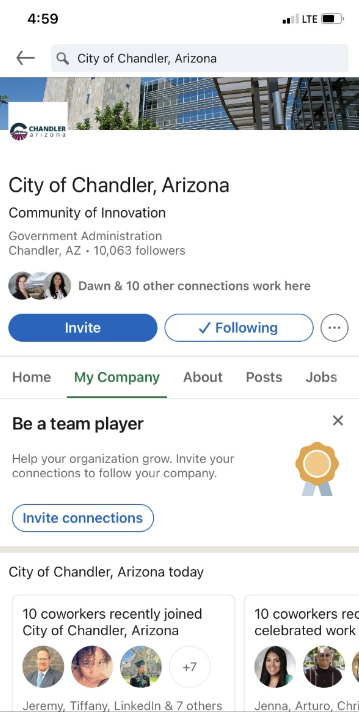 4:59
LTE
City of Chandler, Arizona
CHANDLER
arizona
City of Chandler, Arizona
Community of Innovation
Government Administration
Chandler, AZ • 10,063 followers
Dawn & 10 other connections work here
Invite
✓ Following
Home My Company About Posts Jobs
Be a team player
Help your organization grow. Invite your
connections to follow your company.
Invite connections
City of Chandler, Arizona today
10 coworkers recently joined
City of Chandler, Arizona
+7
Jeremy, Tiffany, LinkedIn & 7 others
10 coworkers rec
celebrated work
Jenna, Arturo, Chri